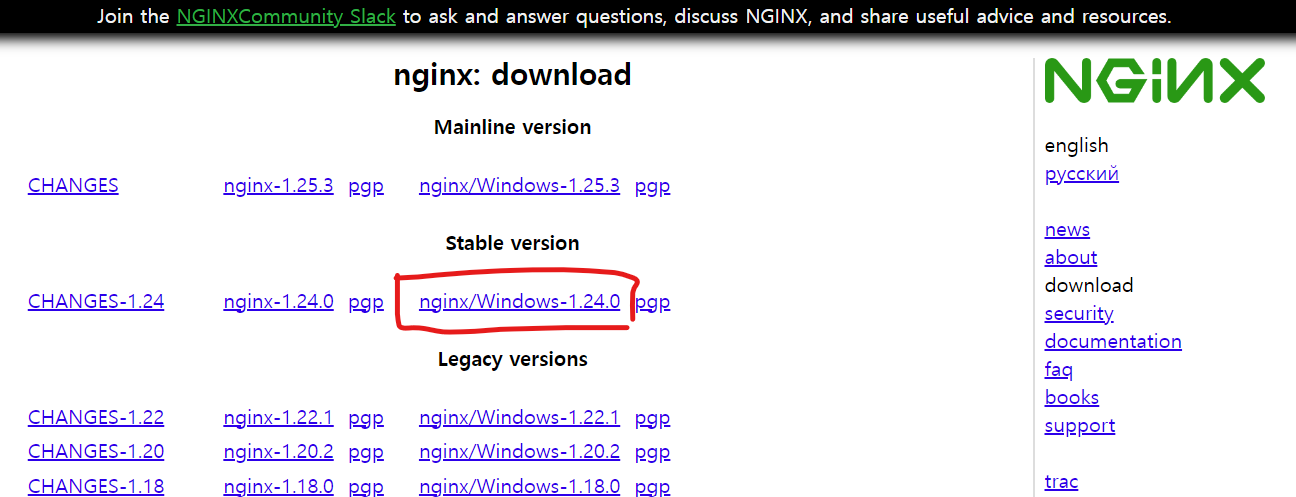 Join the NGINXCommunity Slack to ask and answer questions, discuss NGINX, and share useful advice and resources.
nginx: download
Mainline version
CHANGES nginx-1.25.3 pgp nginx/Windows-1.25.3 pgp
Stable version
CHANGES-1.24 nginx-1.24.0 pgp nginx/Windows-1.24.0 pgp
Legacy versions
CHANGES-1.22 nginx-1.22.1 pgp nginx/Windows-1.22.1 pgp
CHANGES-1.20 nginx-1.20.2 pgp nginx/Windows-1.20.2 pgp
CHANGES-1.18 nginx-1.18.0 pgp nginx/Windows-1.18.0 pgp
NGINX
english
русский
news
about
download
security
documentation
faq
books
support
trac